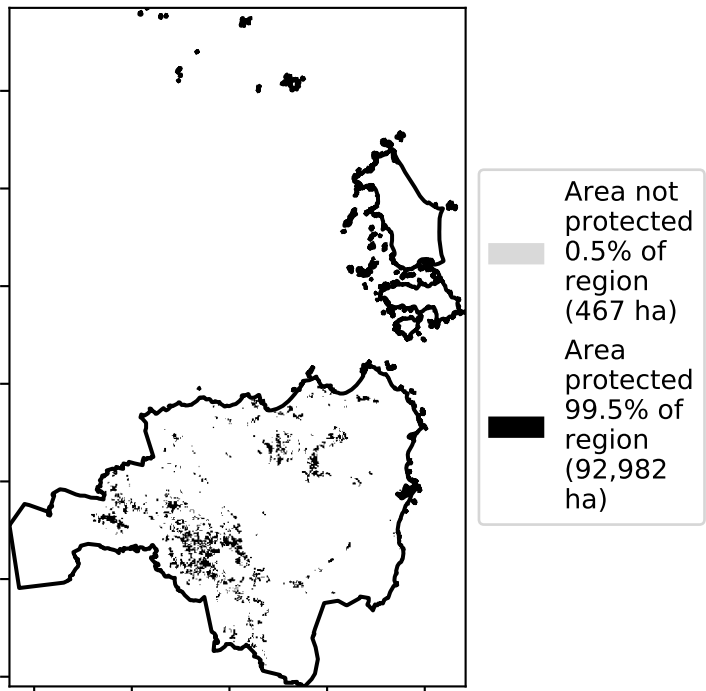 Area not
protected
0.5% of
region
(467 ha)
Area
protected
99.5% of
region
(92,982
ha)